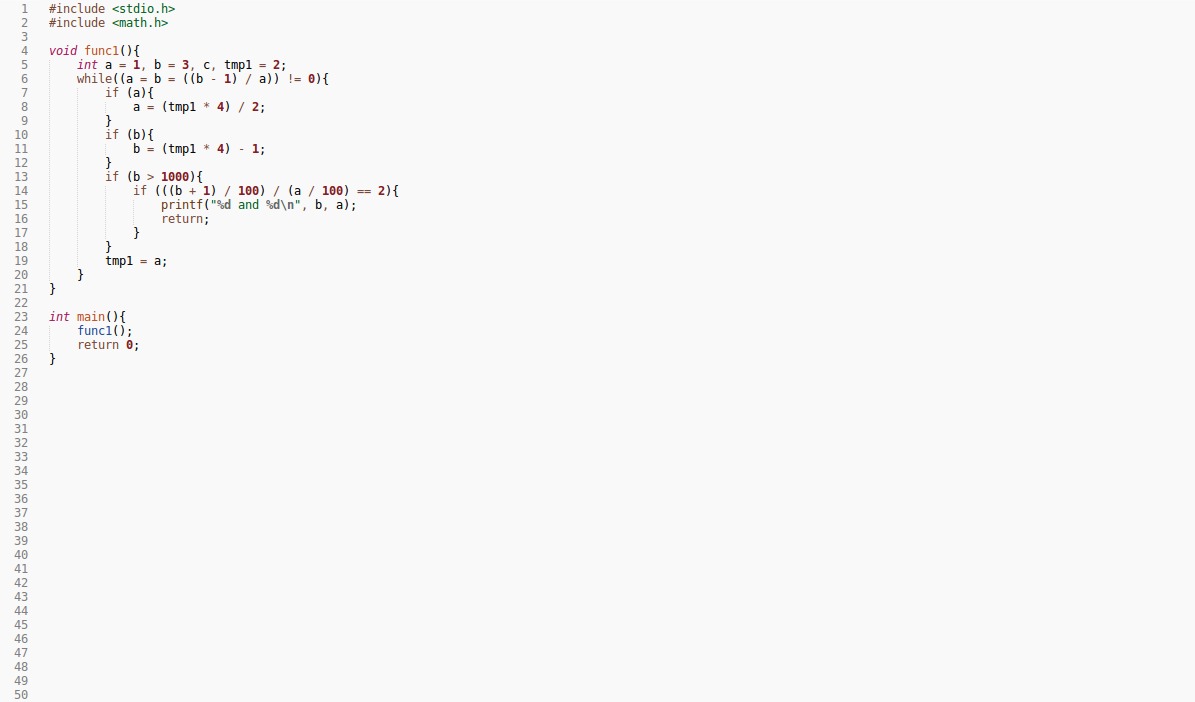 1 #include <stdio.h>
2 #include <math.h>
3
4 void func1(){
5     int a = 1, b = 3, c, tmp1 = 2;
6     while((a = b = ((b - 1) / a)) != 0){
7         if (a){
8             a = (tmp1 * 4) / 2;
9         }
10         if (b){
11             b = (tmp1 * 4) - 1;
12         }
13         if (b > 1000){
14             if (((b + 1) / 100) / (a / 100) == 2){
15                 printf("%d and %d\n", b, a);
16                 return;
17             }
18         }
19         tmp1 = a;
20     }
21 }
22
23 int main(){
24     func1();
25     return 0;
26 }
27
28
29
30
31
32
33
34
35
36
37
38
39
40
41
42
43
44
45
46
47
48
49
50